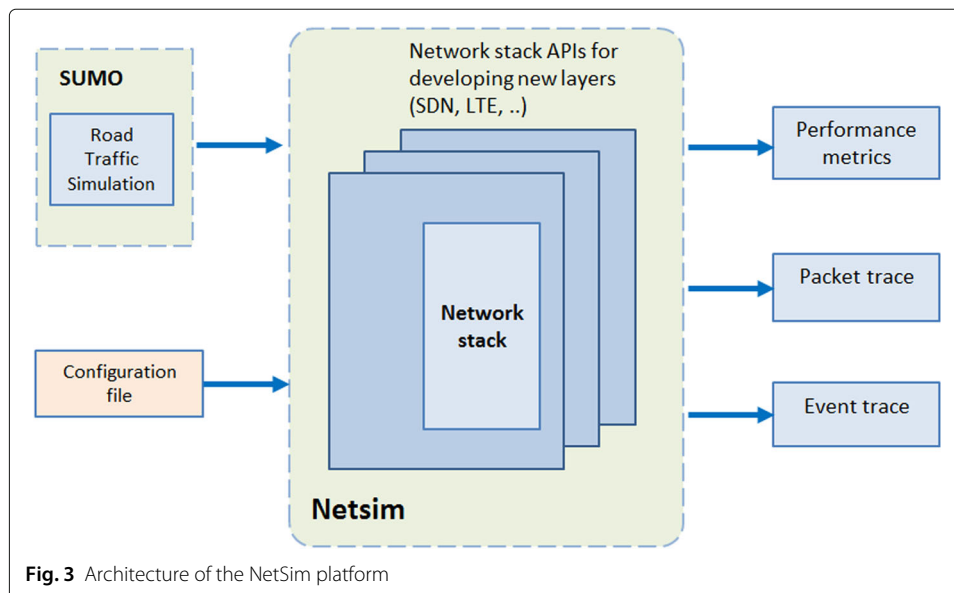 SUMO
Road
Traffic
Simulation
Configuration
file
Network stack APIs for
developing new layers
(SDN, LTE, ..)
Network
stack
Netsim
Performance
metrics
Packet trace
Event trace
Fig. 3 Architecture of the NetSim platform